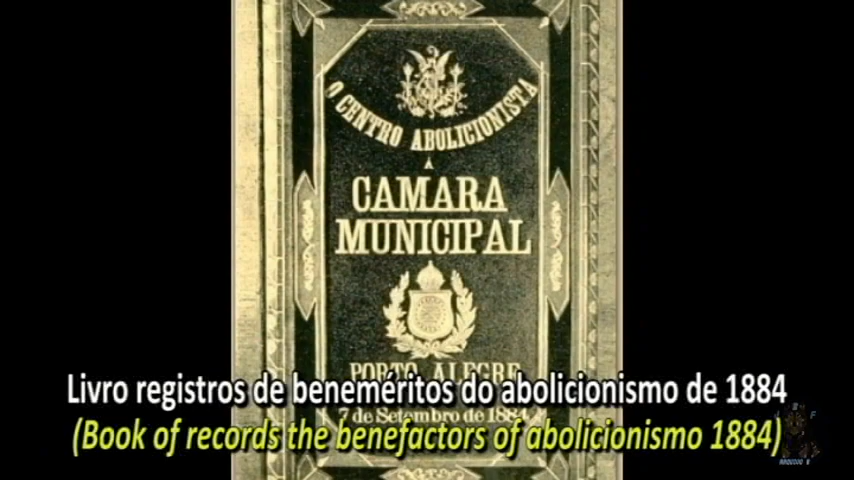 O CENTRO ABOLICIONISTA
A
CAMARA
MUNICIPAL
PORTO ALEGRE
7 de Setembro de 1884
Livro registros de beneméritos do abolicionismo de 1884
(Book of records the benefactors of abolicionismo 1884)